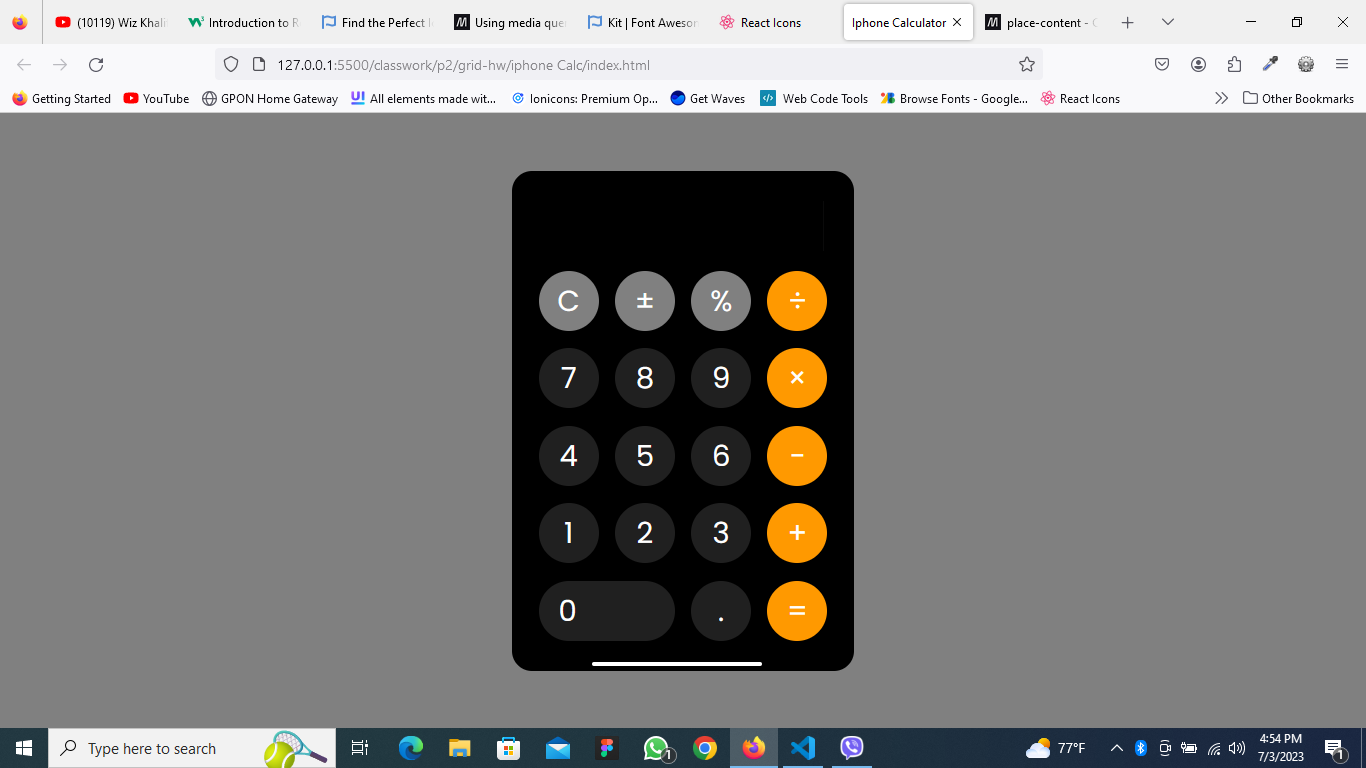 (10119) Wiz Khali
Introduction to R
Find the Perfect I
Using media que
Kit | Font Aweson
React Icons
Iphone Calculator
place-content - C
127.0.0.1:5500/classwork/p2/grid-hw/iphone Calc/index.html
Getting Started
YouTube
GPON Home Gateway
UI All elements made wit...
Ionicons: Premium Op...
Get Waves
Web Code Tools
Browse Fonts - Google...
React Icons
Other Bookmarks
C ± % ÷
7 8 9 ×
4 5 6 -
1 2 3 +
0 . =
Type here to search
1
77°F
4:54 PM
7/3/2023
1